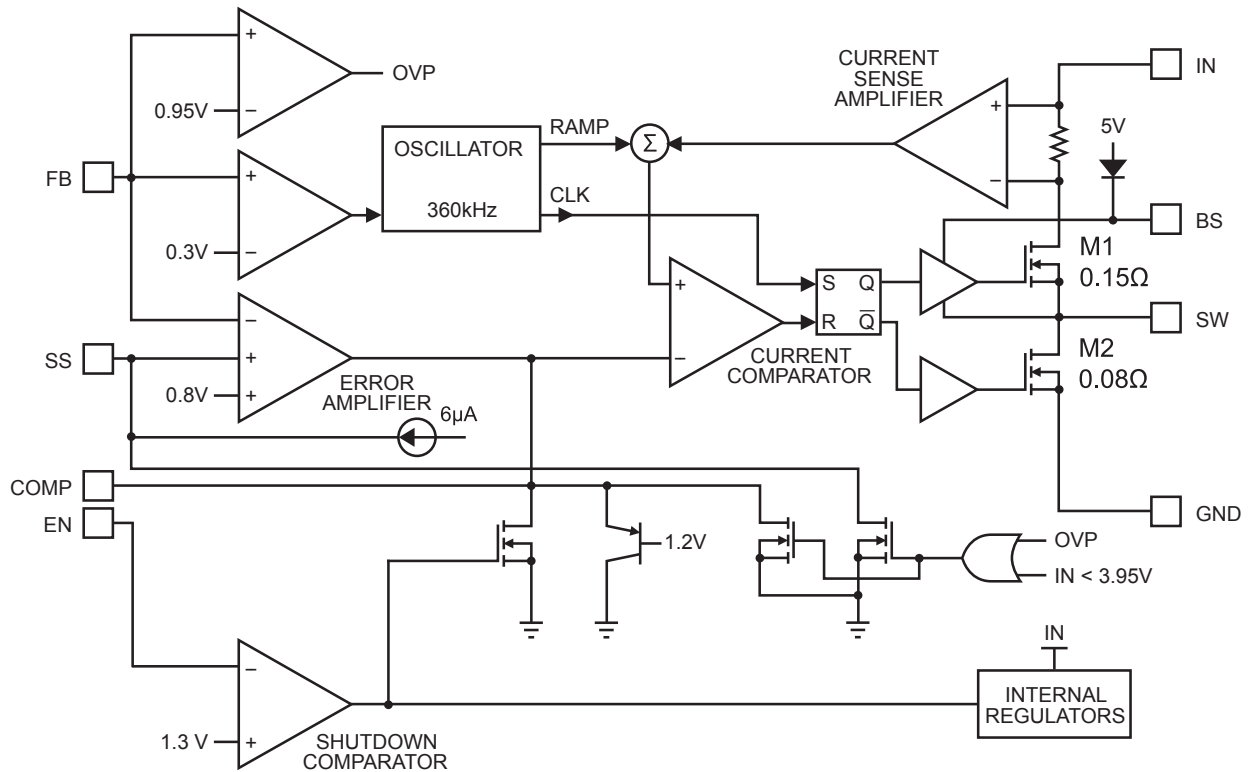 +
OVP
0.95V
−
CURRENT
SENSE
AMPLIFIER
IN
+
5V
RAMP
Σ
OSCILLATOR
FB
+
−
CLK
360kHz
BS
0.3V
−
M1
0.15Ω
+
S Q
R Q̅
SW
−
SS
+
−
CURRENT
COMPARATOR
M2
0.08Ω
0.8V
+
ERROR
AMPLIFIER
6µA
COMP
EN
GND
1.2V
OVP
IN < 3.95V
IN
−
INTERNAL
REGULATORS
1.3 V
+
SHUTDOWN
COMPARATOR